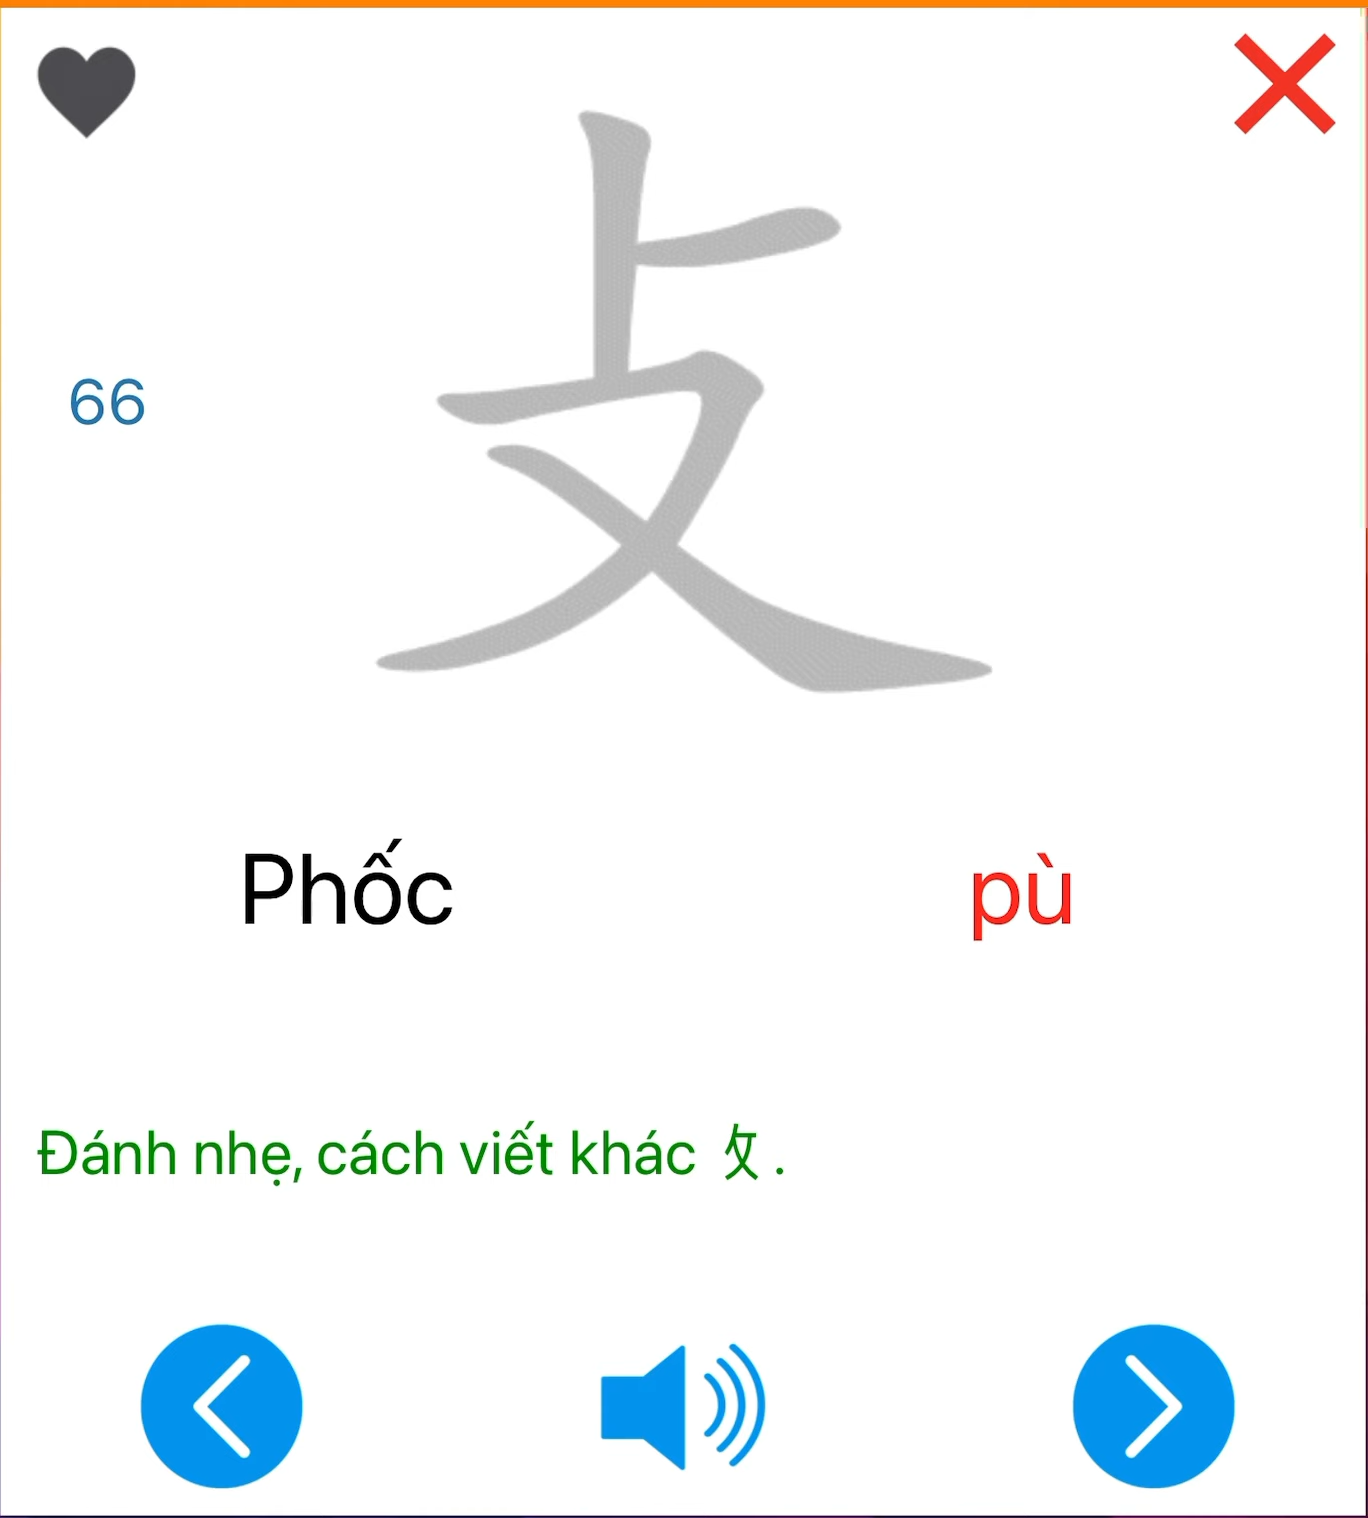 攴
66
Phốc pù
Đánh nhẹ, cách viết khác 攵.